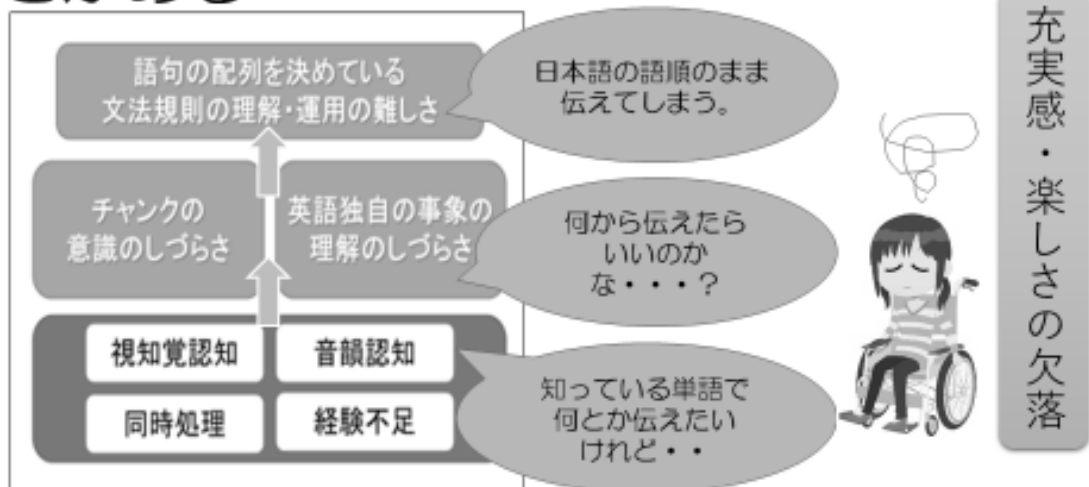 語句の配列を決めている
文法規則の理解・運用の難しさ
日本語の語順のまま
伝えてしまう。
チャンクの
意識のしづらさ
英語独自の事象の
理解のしづらさ
何から伝えたら
いいのか
な・・・？
視知覚認知
音韻認知
同時処理
経験不足
知っている単語で
何とか伝えたい
けれど・・
充実感・楽しさの欠落